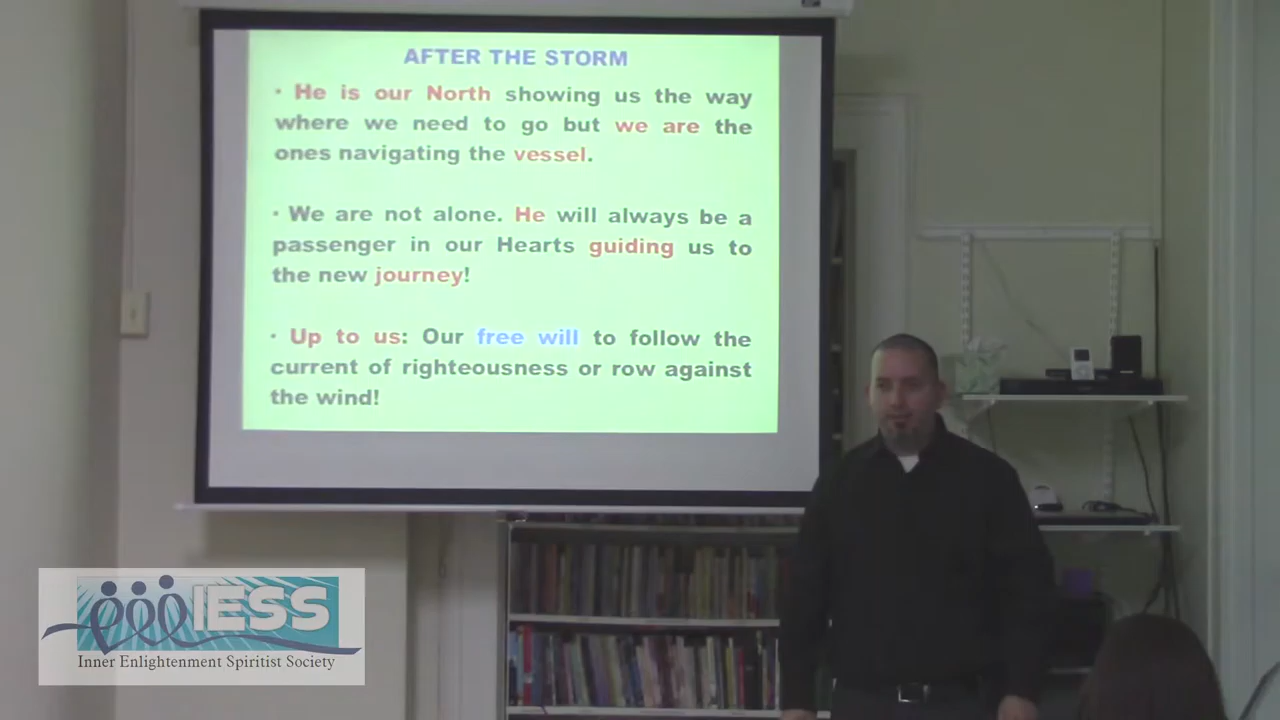 AFTER THE STORM
· He is our North showing us the way
where we need to go but we are the
ones navigating the vessel.
· We are not alone. He will always be a
passenger in our Hearts guiding us to
the new journey!
· Up to us: Our free will to follow the
current of righteousness or row against
the wind!
IESS
Inner Enlightenment Spiritist Society